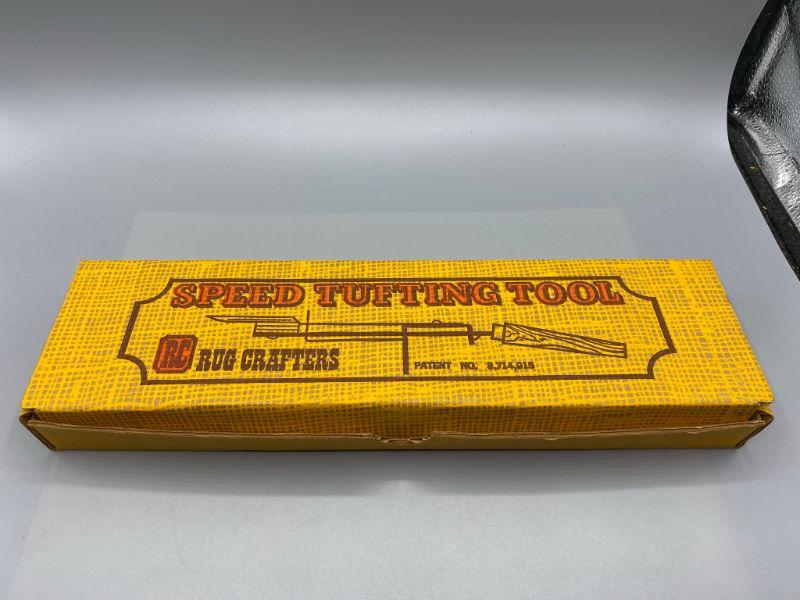 SPEED TUFTING TOOL
RC RUG CRAFTERS
PATENT NO. 3,714,915